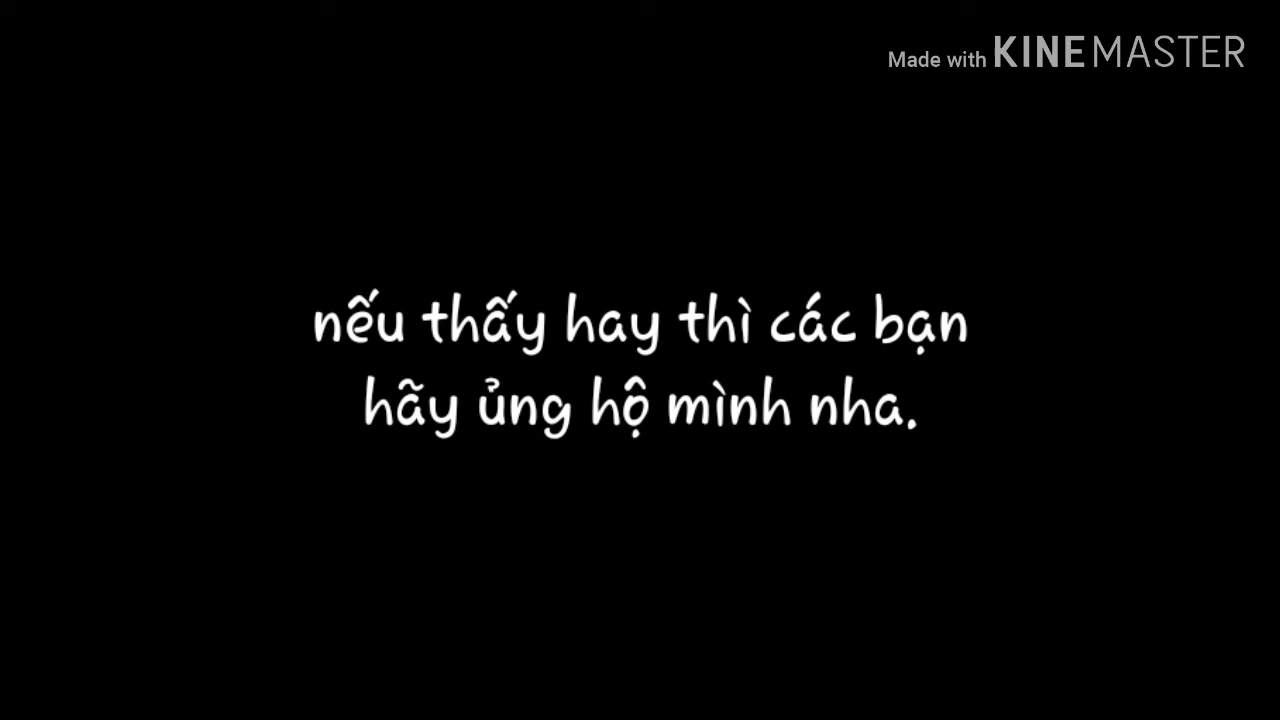 Made with KINEMASTER
nếu thấy hay thì các bạn
hãy ủng hộ mình nha.